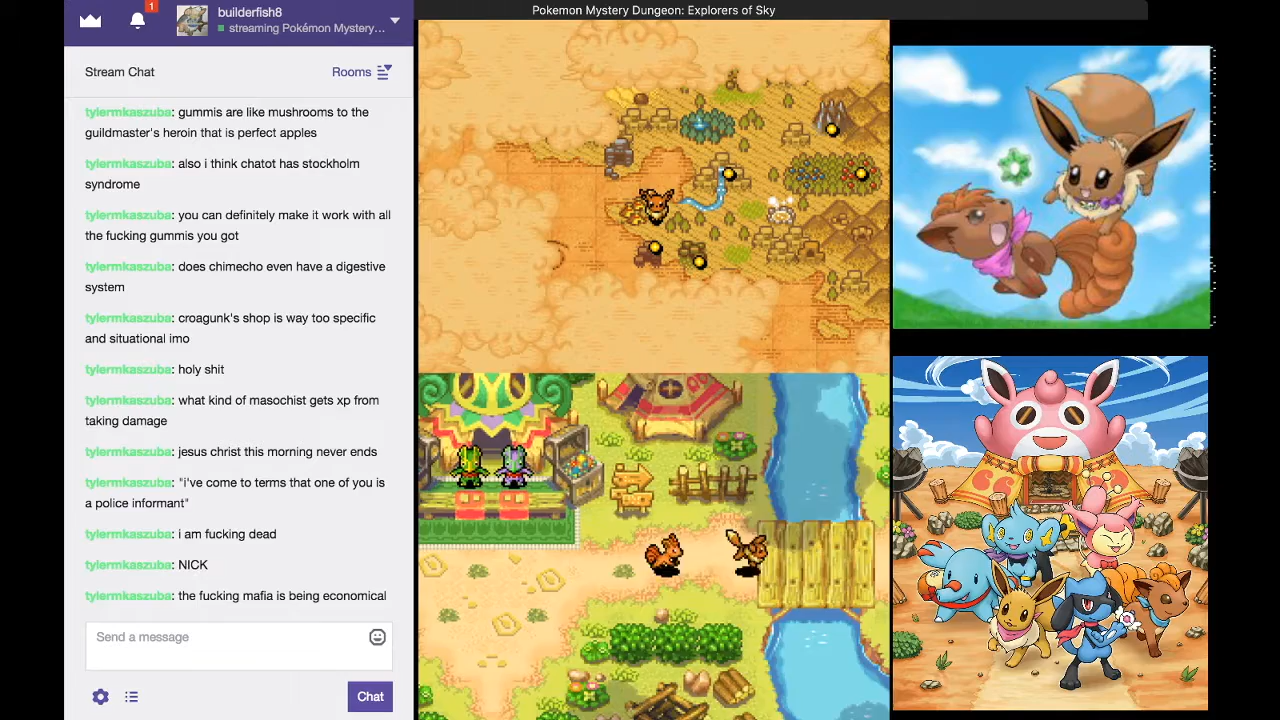 1
builderfish8
streaming Pokémon Mystery...
Pokemon Mystery Dungeon: Explorers of Sky
Stream Chat
Rooms
tylermkaszuba: gummis are like mushrooms to the
guildmaster's heroin that is perfect apples
tylermkaszuba: also i think chatot has stockholm
syndrome
tylermkaszuba: you can definitely make it work with all
the fucking gummis you got
tylermkaszuba: does chimecho even have a digestive
system
tylermkaszuba: croagunk's shop is way too specific
and situational imo
tylermkaszuba: holy shit
tylermkaszuba: what kind of masochist gets xp from
taking damage
tylermkaszuba: jesus christ this morning never ends
tylermkaszuba: "i've come to terms that one of you is
a police informant"
tylermkaszuba: i am fucking dead
tylermkaszuba: NICK
tylermkaszuba: the fucking mafia is being economical
Send a message
Chat